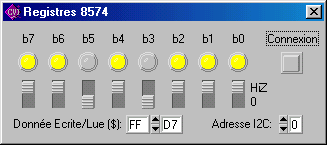 Registres 8574
b7 b6 b5 b4 b3 b2 b1 b0 Connexion
HiZ
0
Donnée Ecrite/Lue ($): FF D7 Adresse I2C: 0